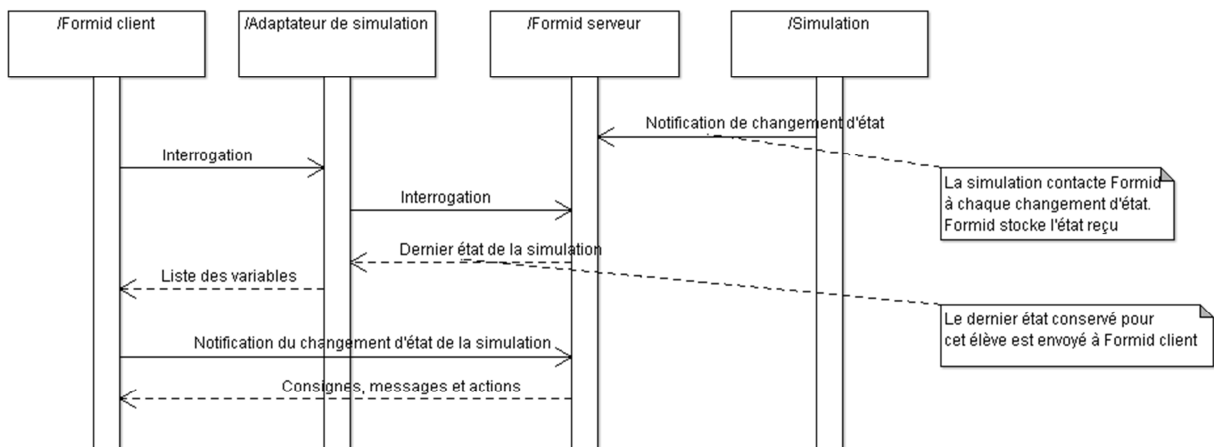 /Formid client
/Adaptateur de simulation
/Formid serveur
/Simulation
Notification de changement d'état
Interrogation
La simulation contacte Formid
à chaque changement d'état.
Formid stocke l'état reçu
Interrogation
Dernier état de la simulation
Liste des variables
Le dernier état conservé pour
cet élève est envoyé à Formid client
Notification du changement d'état de la simulation
Consignes, messages et actions